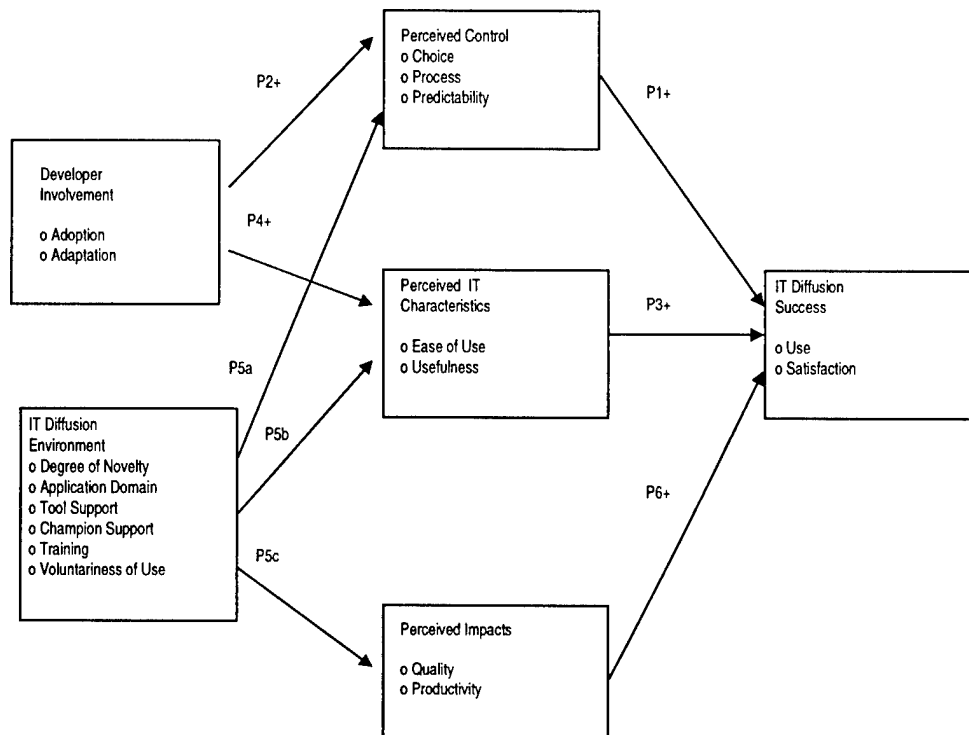 Perceived Control
o Choice
o Process
o Predictability
P2+
P1+
Developer
Involvement
o Adoption
o Adaptation
P4+
Perceived IT
Characteristics
o Ease of Use
o Usefulness
P3+
IT Diffusion
Success
o Use
o Satisfaction
P5a
IT Diffusion
Environment
o Degree of Novelty
o Application Domain
o Tool Support
o Champion Support
o Training
o Voluntariness of Use
P5b
P6+
P5c
Perceived Impacts
o Quality
o Productivity